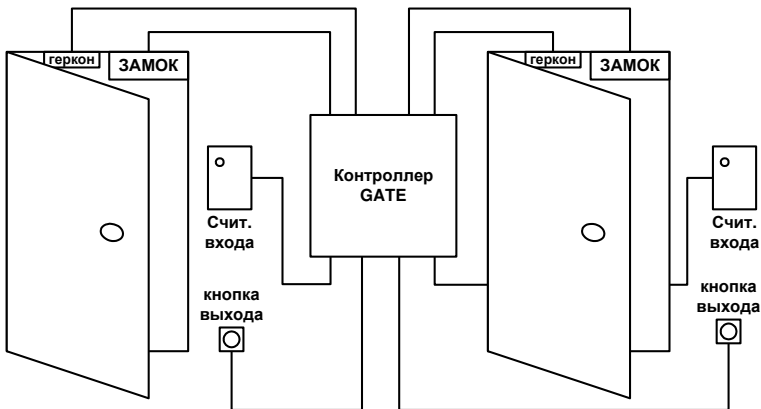 геркон
ЗАМОК
геркон
ЗАМОК
Контроллер
GATE
Счит.
входа
Счит.
входа
кнопка
выхода
кнопка
выхода